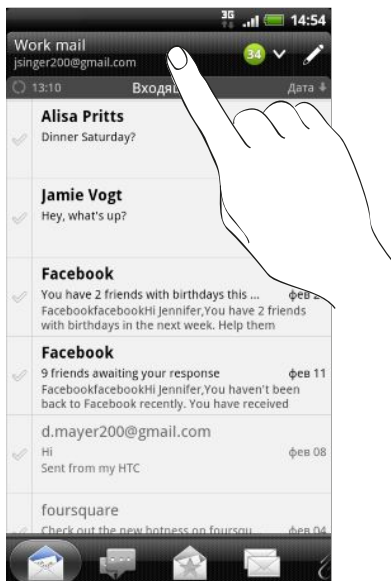 3G 14:54
Work mail
jsinger200@gmail.com 34
13:10 Дата
Alisa Pritts
Dinner Saturday?
Jamie Vogt
Hey, what's up?
Facebook
You have 2 friends with birthdays this ... фев
FacebookfacebookHi Jennifer,You have 2 friends
with birthdays in the next week. Help them
Facebook
9 friends awaiting your response фев 11
FacebookfacebookHi Jennifer,You haven't been
back to Facebook recently. You have received
d.mayer200@gmail.com
Hi фев 08
Sent from my HTC
foursquare
Check out the new hotness on foursqu фев 04